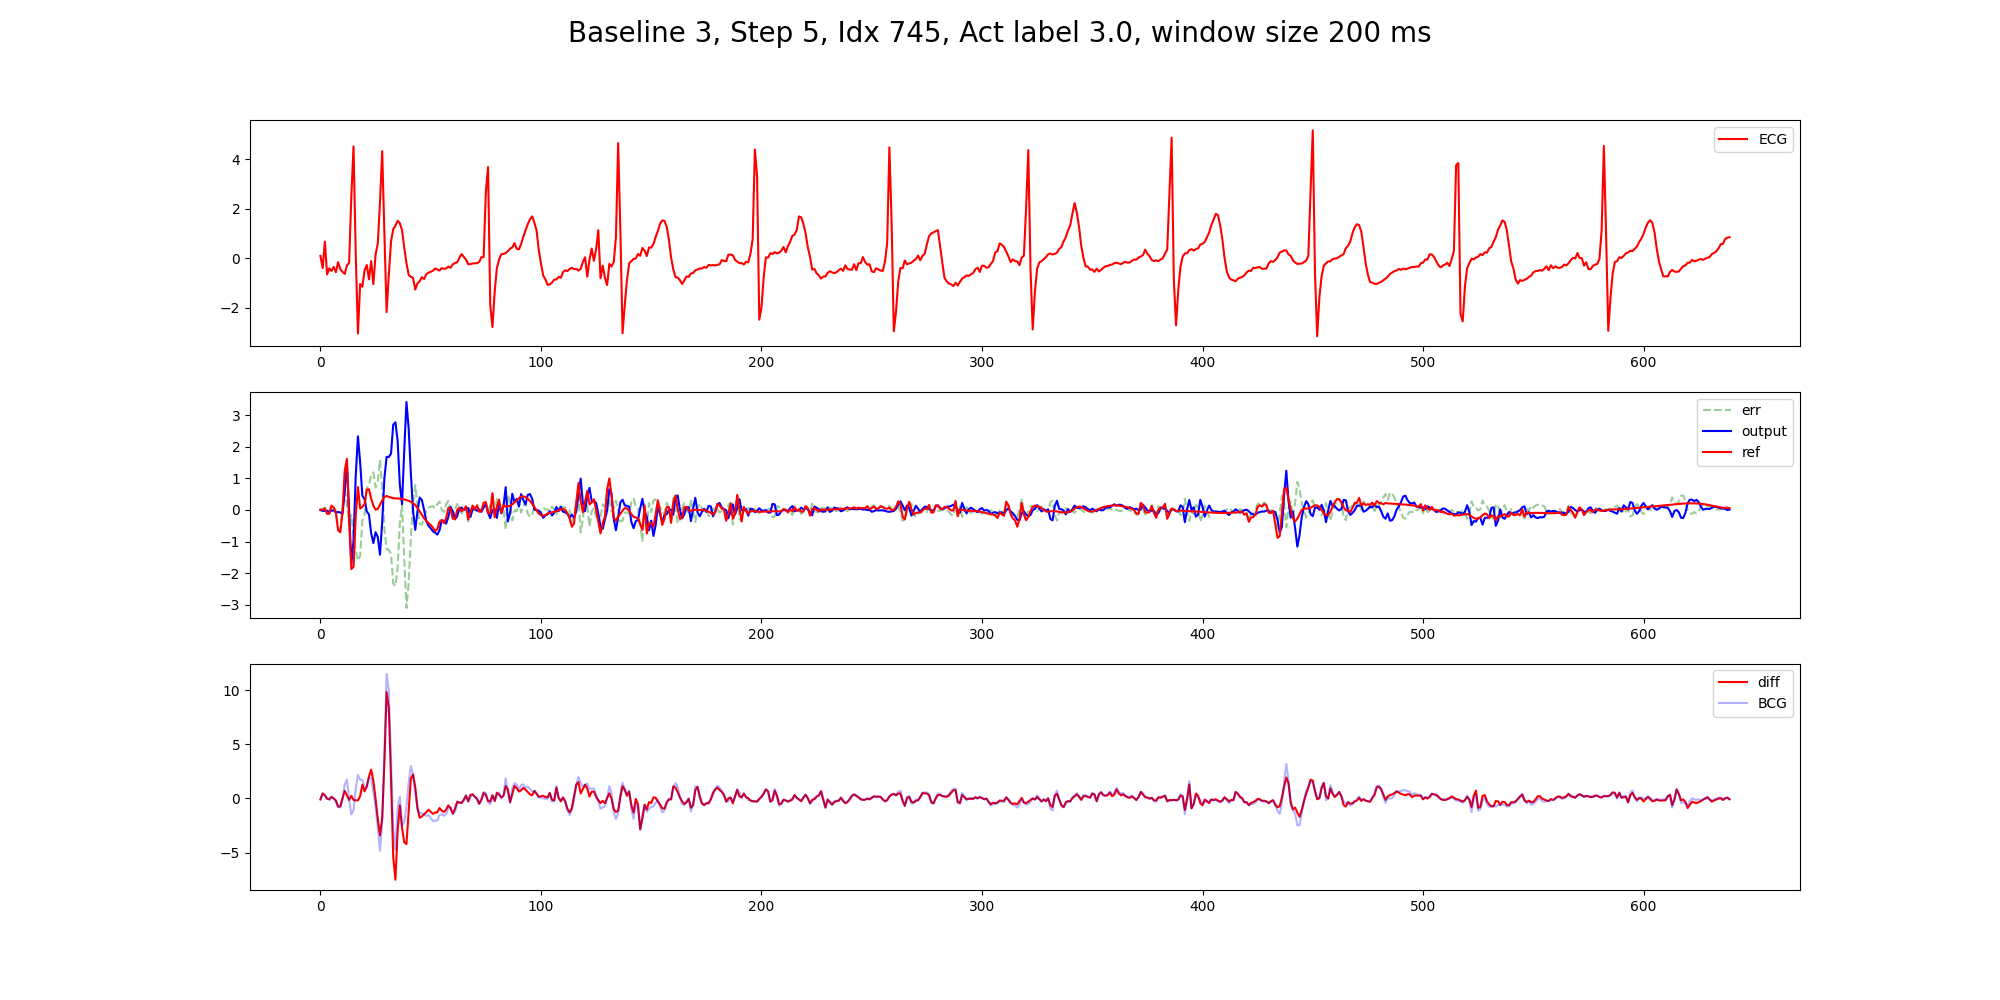 Baseline 3, Step 5, Idx 745, Act label 3.0, window size 200 ms
ECG
4
2
0
−2
0 100 200 300 400 500 600
err
output
ref
3
2
1
0
−1
−2
−3
0 100 200 300 400 500 600
diff
BCG
10
5
0
−5
0 100 200 300 400 500 600